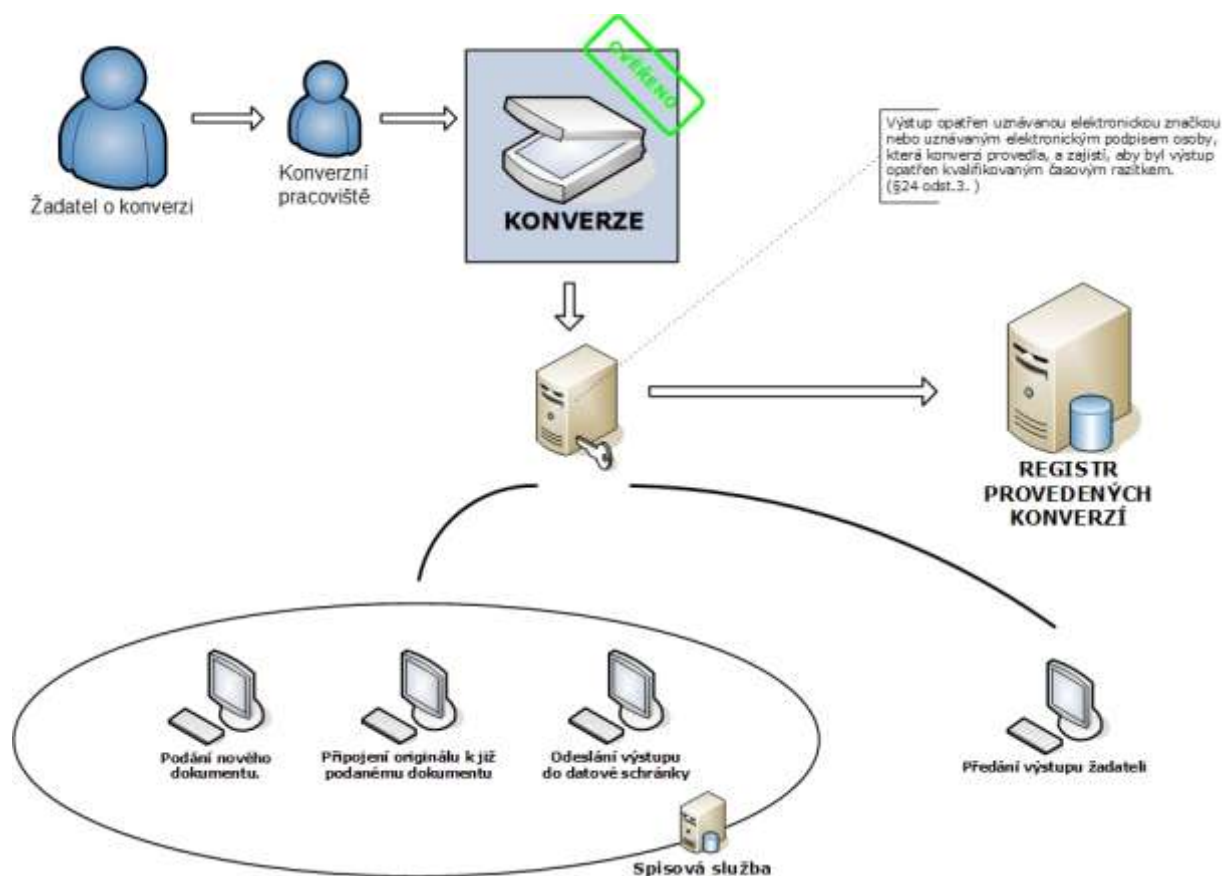 OVĚŘENO
Žadatel o konverzi
Konverzní
pracoviště
KONVERZE
Výstup opatřen uznávanou elektronickou značkou
nebo uznávaným elektronickým podpisem osoby,
která konverzi provedla, a zajistí, aby byl výstup
opatřen kvalifikovaným časovým razítkem.
(§24 odst.3. )
REGISTR
PROVEDENÝCH
KONVERZÍ
Podání nového
dokumentu.
Připojení originálu k již
podanému dokumentu
Odeslání výstupu
do datové schránky
Předání výstupu žadateli
Spisová služba